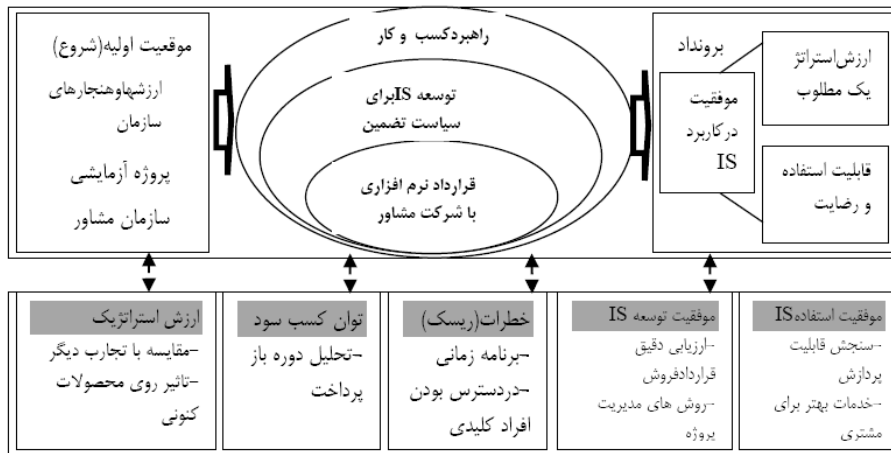 موقعیت اولیه(شروع)
ارزشهاوهنجارهای
سازمان
پروژه آزمایشی
سازمان مشاور
راهبردکسب و کار
توسعه ISبرای
سیاست تضمین
قرارداد نرم افزاری
با شرکت مشاور
برونداد
موفقیت
درکاربرد
IS
ارزش‌استراتژ
یک مطلوب
قابلیت استفاده
و رضایت
ارزش استراتژیک
-مقایسه با تجارب دیگر
-تاثیر روی محصولات
کنونی
توان کسب سود
-تحلیل دوره باز
پرداخت
خطرات(ریسک)
-برنامه زمانی
-دردسترس بودن
افراد کلیدی
موفقیت توسعه IS
-ارزیابی دقیق
قراردادفروش
-روش های مدیریت
پروژه
موفقیت استفادهIS
-سنجش قابلیت
پردازش
-خدمات بهتر برای
مشتری